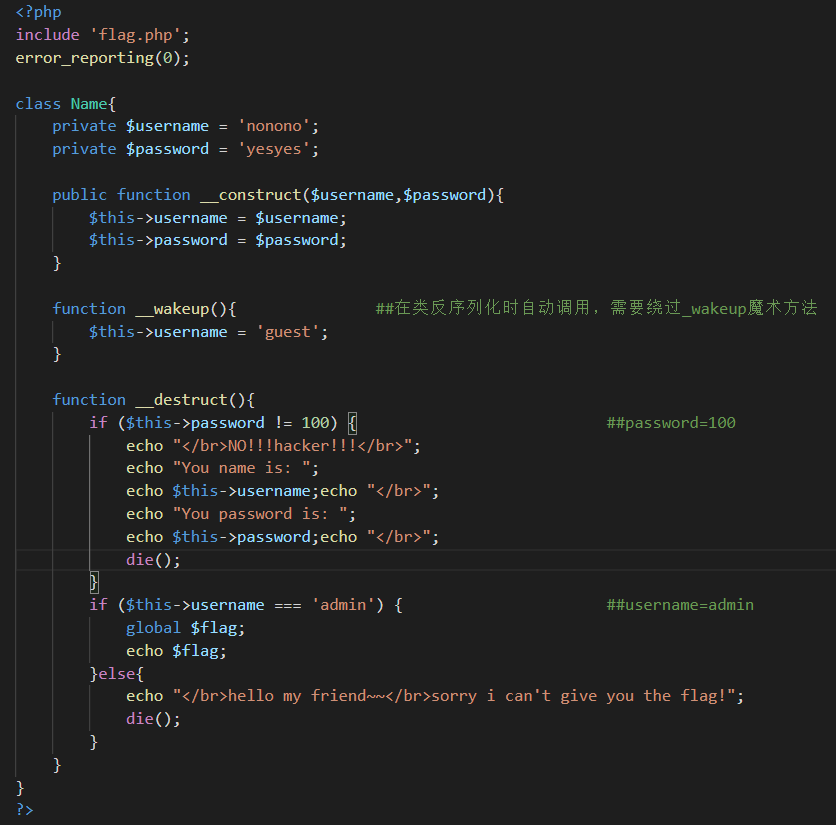 <?php
include 'flag.php';
error_reporting(0);
class Name{
    private $username = 'nonono';
    private $password = 'yesyes';
    public function __construct($username,$password){
        $this->username = $username;
        $this->password = $password;
    }
    function __wakeup(){               ##在类反序列化时自动调用，需要绕过_wakeup魔术方法
        $this->username = 'guest';
    }
    function __destruct(){
        if ($this->password != 100) {                           ##password=100
            echo "</br>NO!!!hacker!!!</br>";
            echo "You name is: ";
            echo $this->username;echo "</br>";
            echo "You password is: ";
            echo $this->password;echo "</br>";
            die();
        }
        if ($this->username === 'admin') {                      ##username=admin
            global $flag;
            echo $flag;
        }else{
            echo "</br>hello my friend~~</br>sorry i can't give you the flag!";
            die();
        }
    }
}
?>